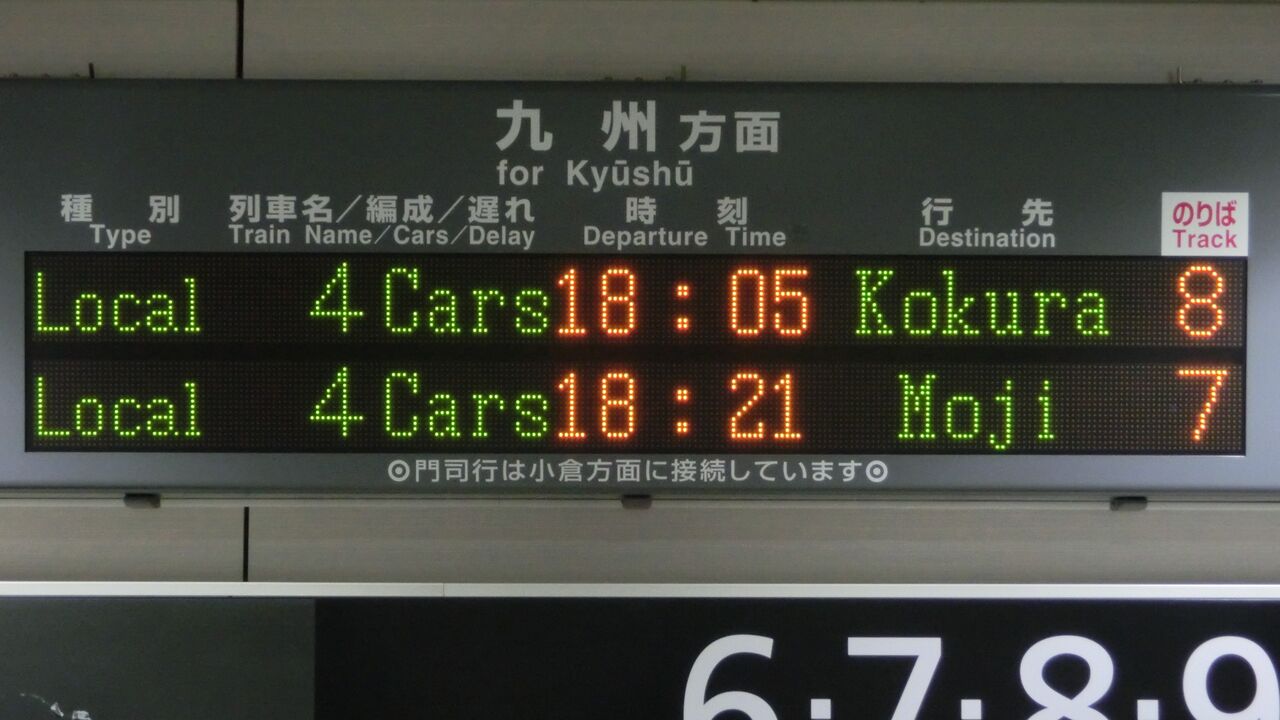 九州方面
for Kyūshū
種別 列車名／編成／遅れ 時刻 行先 のりば
Type Train Name／Cars／Delay Departure Time Destination Track
Local 4 Cars 18:05 Kokura 8
Local 4 Cars 18:21 Moji 7
◎門司行は小倉方面に接続しています◎
6・7・8・9